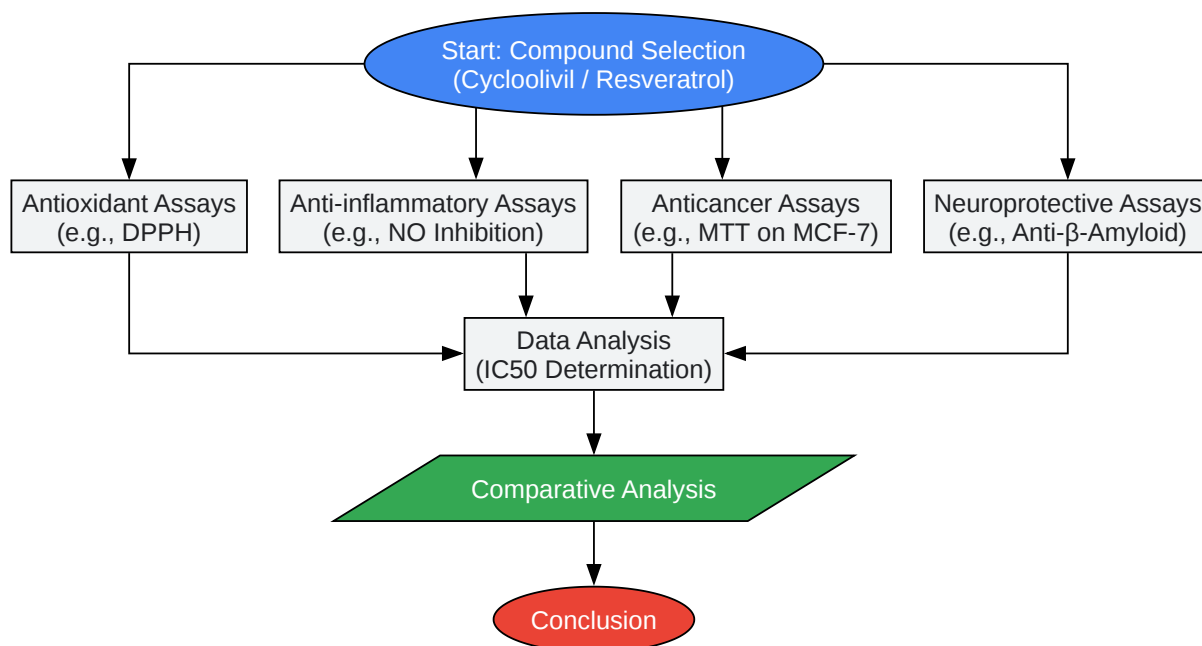 Start: Compound Selection
(Cycloolivil / Resveratrol)
Antioxidant Assays
(e.g., DPPH)
Anti-inflammatory Assays
(e.g., NO Inhibition)
Anticancer Assays
(e.g., MTT on MCF-7)
Neuroprotective Assays
(e.g., Anti-β-Amyloid)
Data Analysis
(IC50 Determination)
Comparative Analysis
Conclusion